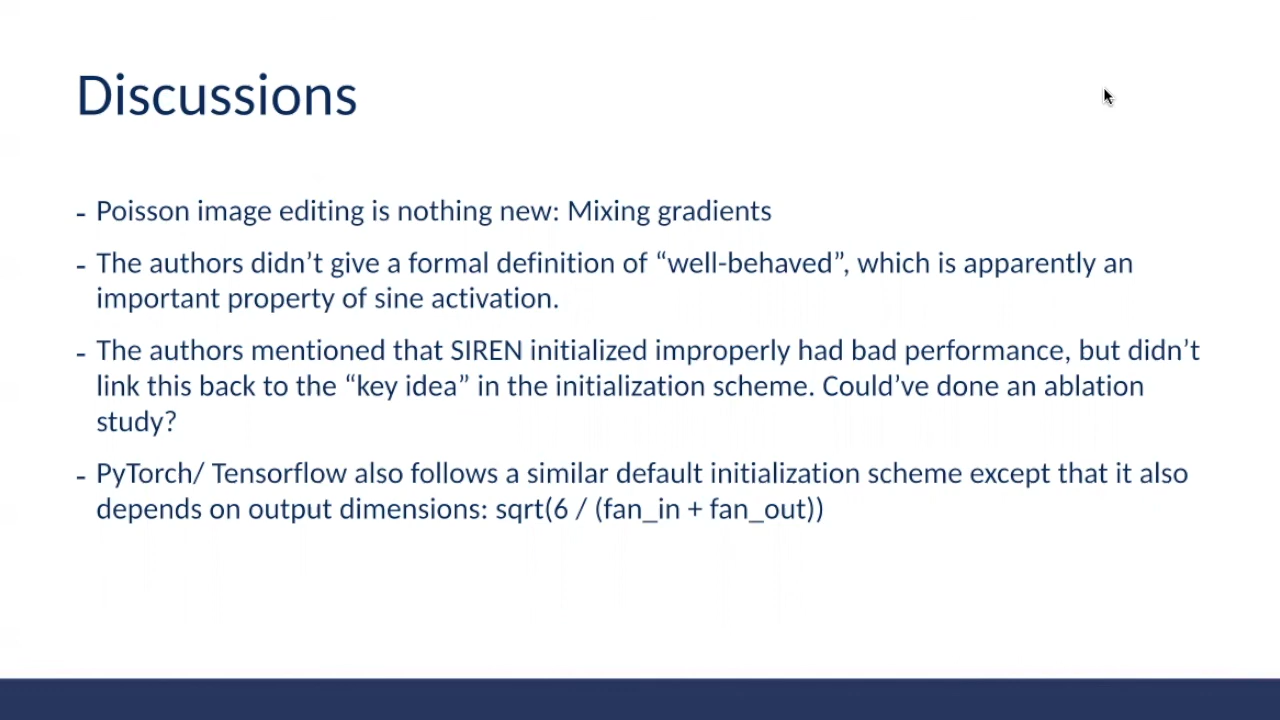 Discussions
- Poisson image editing is nothing new: Mixing gradients
- The authors didn’t give a formal definition of “well-behaved”, which is apparently an
important property of sine activation.
- The authors mentioned that SIREN initialized improperly had bad performance, but didn’t
link this back to the “key idea” in the initialization scheme. Could’ve done an ablation
study?
- PyTorch/ Tensorflow also follows a similar default initialization scheme except that it also
depends on output dimensions: sqrt(6 / (fan_in + fan_out))